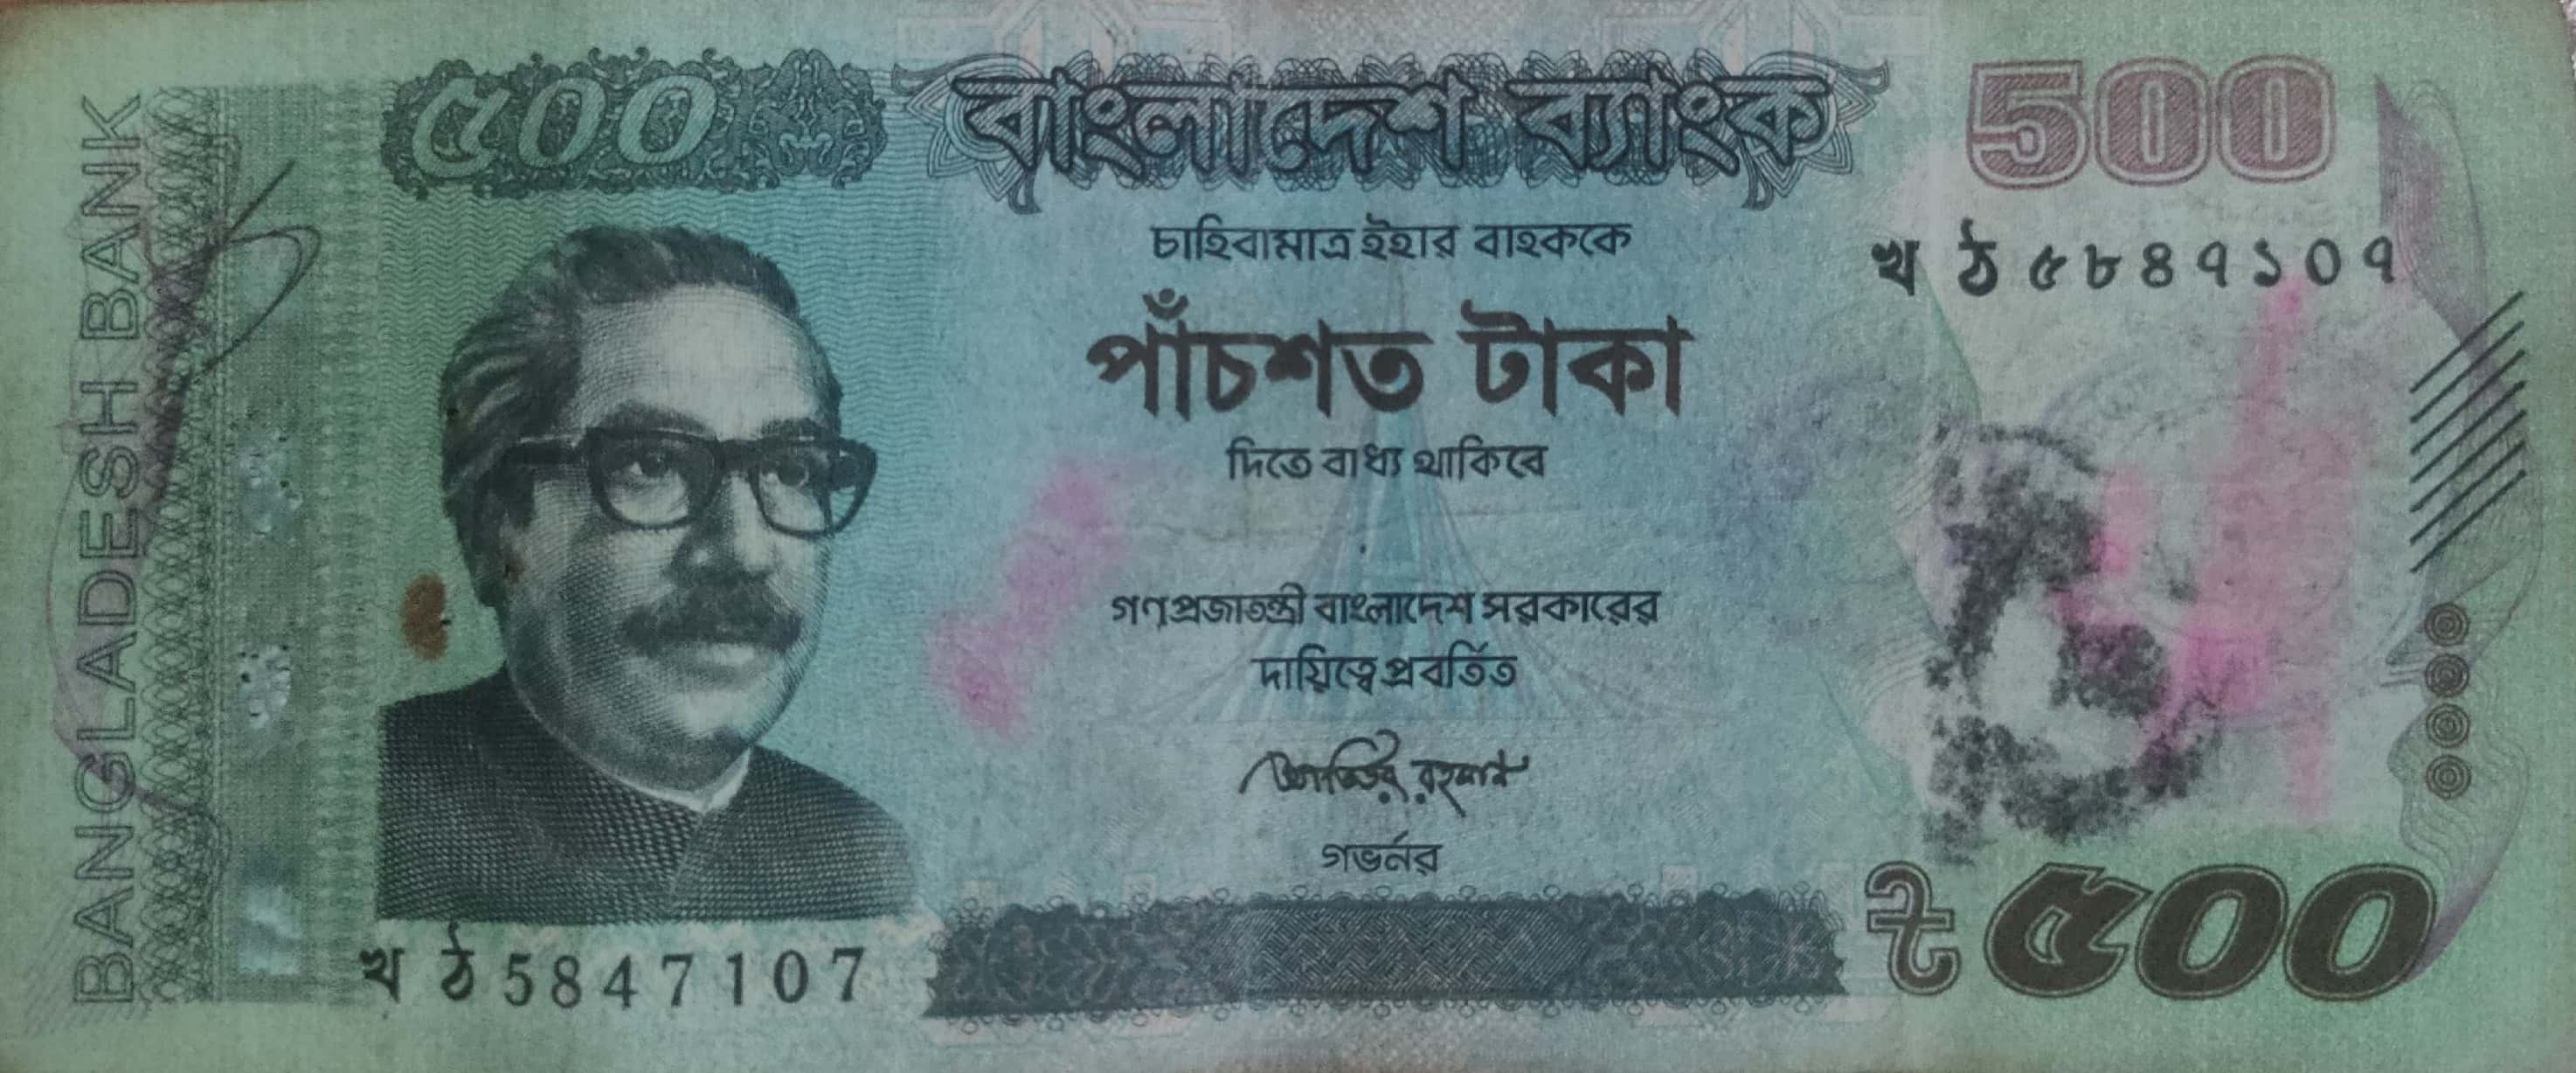 BANGLADESH BANK
৫০০
বাংলাদেশ ব্যাংক
500
চাহিবামাত্র ইহার বাহককে
খ ঠ ৫৮৪৭১০৭
পাঁচশত টাকা
দিতে বাধ্য থাকিবে
গণপ্রজাতন্ত্রী বাংলাদেশ সরকারের
দায়িত্বে প্রবর্তিত
আতিউর রহমান
গভর্নর
খ ঠ 5847107
৳ ৫০০